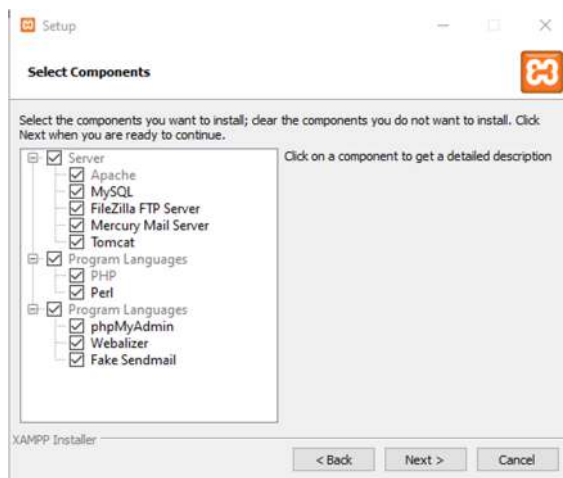 Setup
Select Components
Select the components you want to install; clear the components you do not want to install. Click
Next when you are ready to continue.
Server
Apache
MySQL
FileZilla FTP Server
Mercury Mail Server
Tomcat
Program Languages
PHP
Perl
Program Languages
phpMyAdmin
Webalizer
Fake Sendmail
Click on a component to get a detailed description
XAMPP Installer
< Back
Next >
Cancel